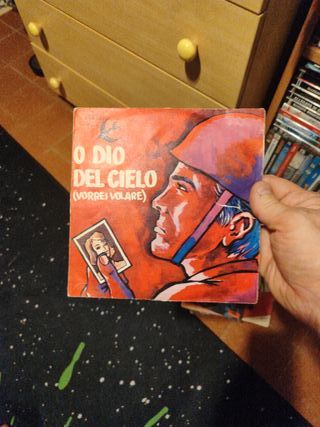 O DIO
DEL CIELO
(VORREI VOLARE)